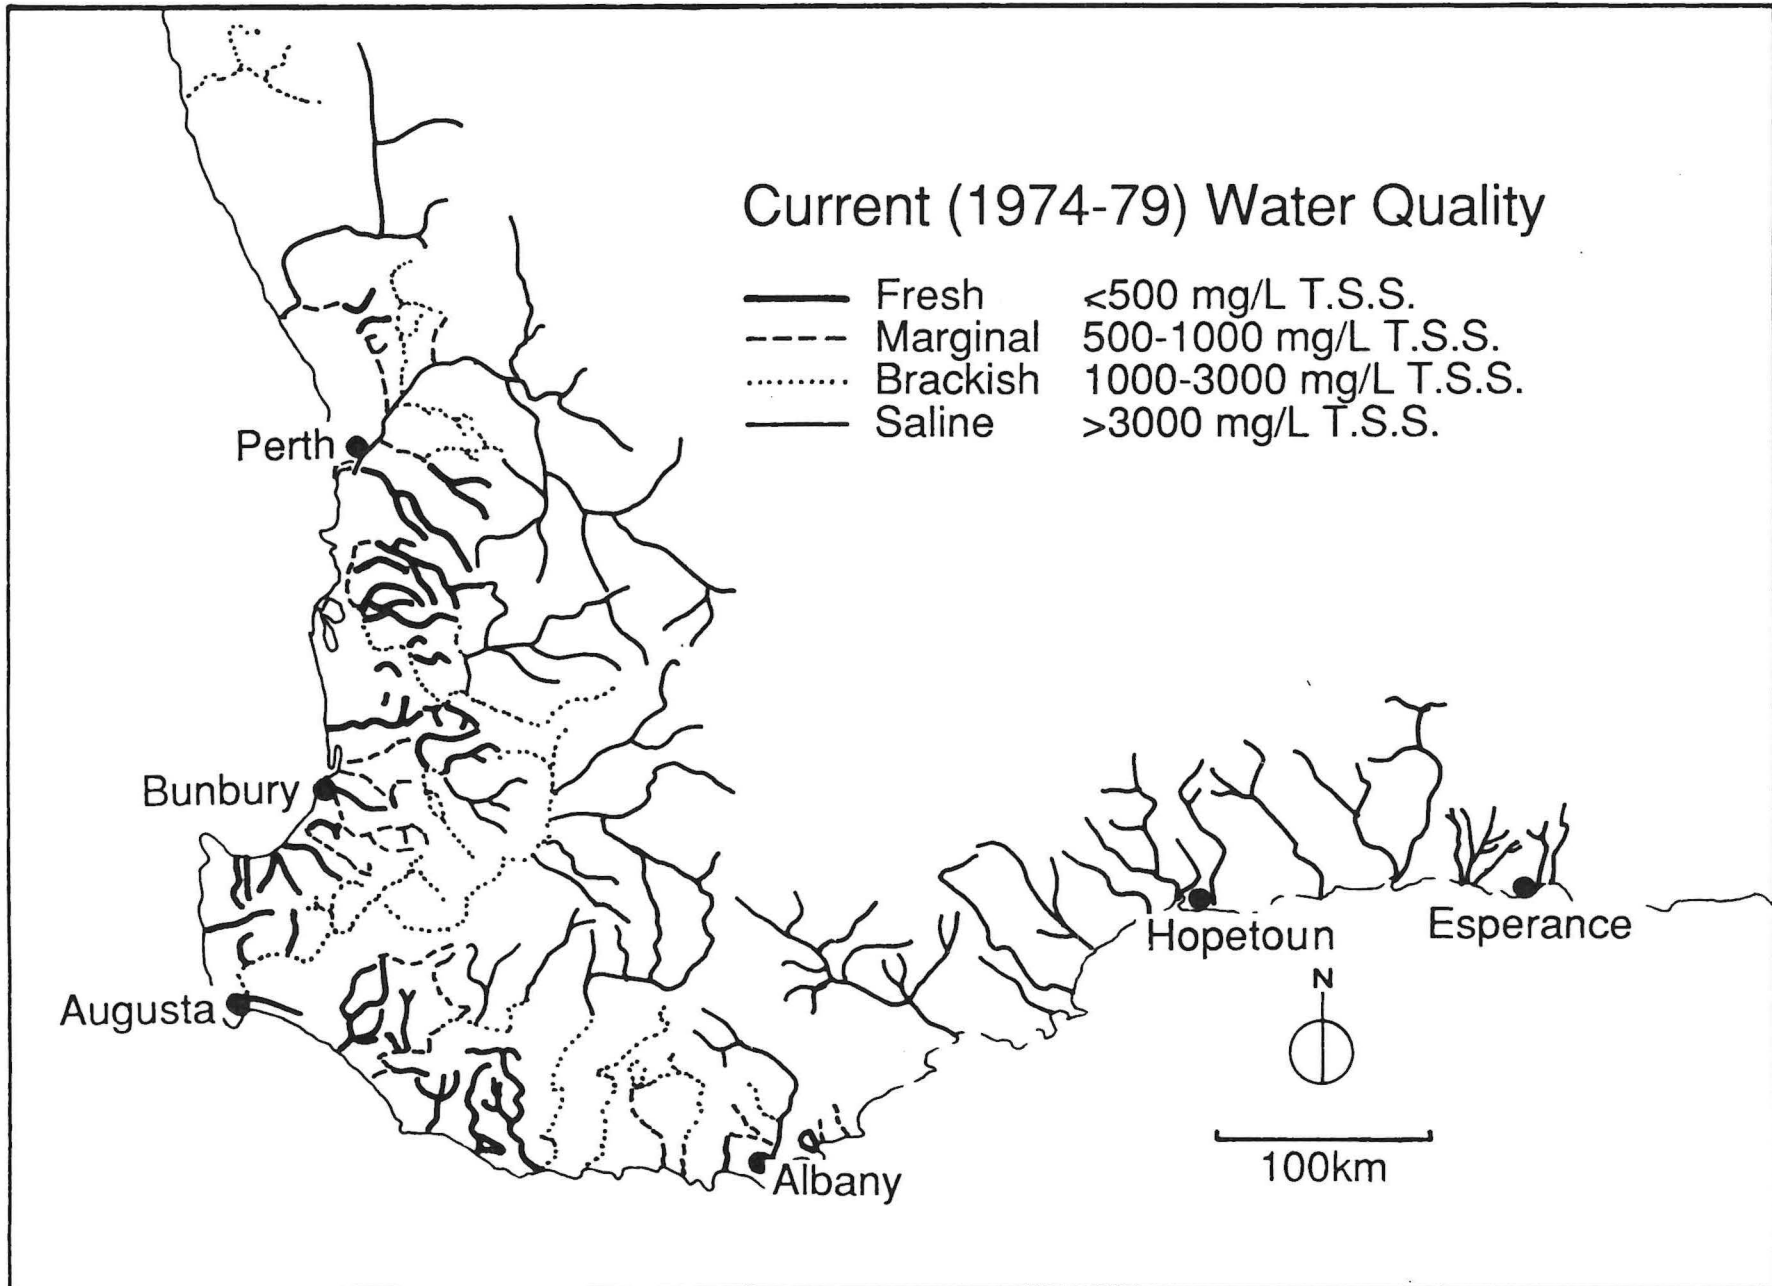 Current (1974-79) Water Quality
Fresh <500 mg/L T.S.S.
Marginal 500-1000 mg/L T.S.S.
Brackish 1000-3000 mg/L T.S.S.
Saline >3000 mg/L T.S.S.
Perth
Bunbury
Augusta
Hopetoun
Esperance
N
100km
Albany